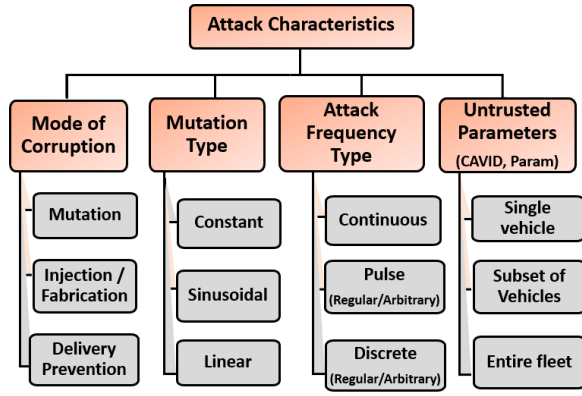 Attack Characteristics
Mode of
Corruption
Mutation
Injection /
Fabrication
Delivery
Prevention
Mutation
Type
Constant
Sinusoidal
Linear
Attack
Frequency
Type
Continuous
Pulse
(Regular/Arbitrary)
Discrete
(Regular/Arbitrary)
Untrusted
Parameters
(CAVID, Param)
Single
vehicle
Subset of
Vehicles
Entire fleet